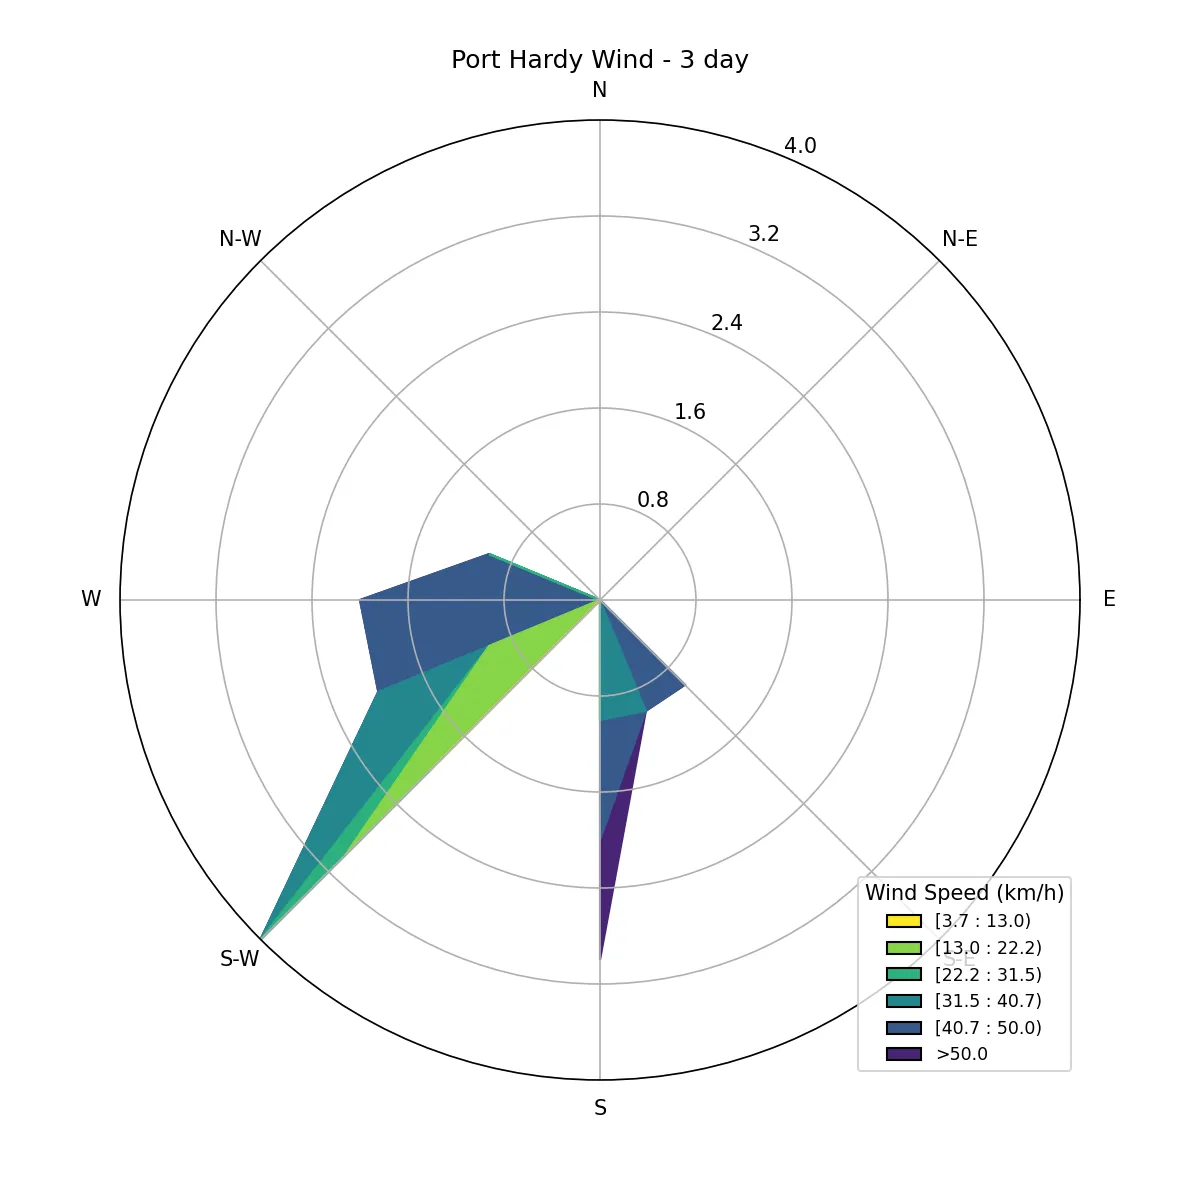 Port Hardy Wind - 3 day
N
4.0
N-W
3.2
N-E
2.4
1.6
0.8
W
E
Wind Speed (km/h)
[3.7 : 13.0)
[13.0 : 22.2)
S-W
S-E
[22.2 : 31.5)
[31.5 : 40.7)
[40.7 : 50.0)
>50.0
S